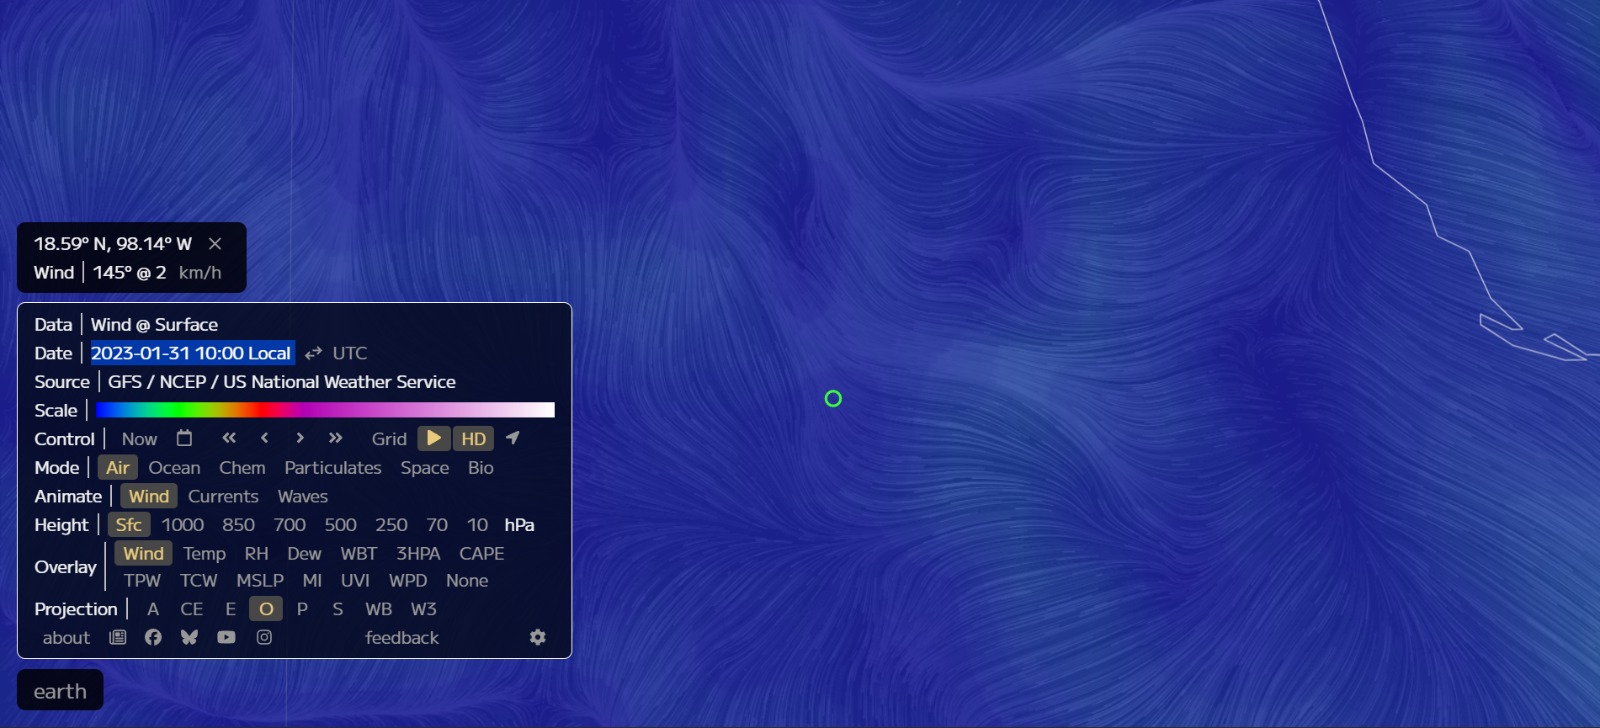 18.59° N, 98.14° W ×
Wind | 145° @ 2 km/h
Data | Wind @ Surface
Date | 2023-01-31 10:00 Local ⇄ UTC
Source | GFS / NCEP / US National Weather Service
Scale |
Control | Now « ‹ › » Grid HD
Mode | Air Ocean Chem Particulates Space Bio
Animate | Wind Currents Waves
Height | Sfc 1000 850 700 500 250 70 10 hPa
Overlay | Wind Temp RH Dew WBT 3HPA CAPE
TPW TCW MSLP MI UVI WPD None
Projection | A CE E O P S WB W3
about feedback
earth